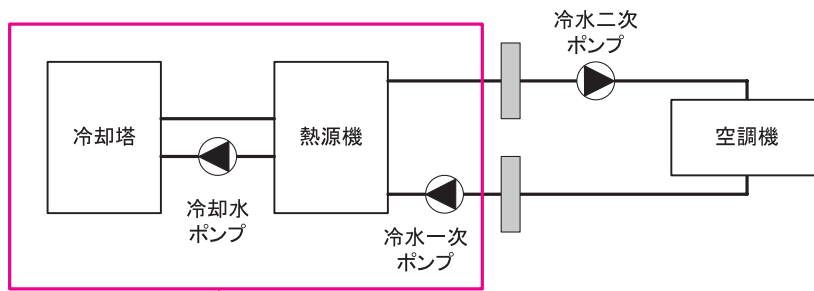 冷水二次
ポンプ
冷却塔
熱源機
空調機
冷却水
ポンプ
冷水一次
ポンプ